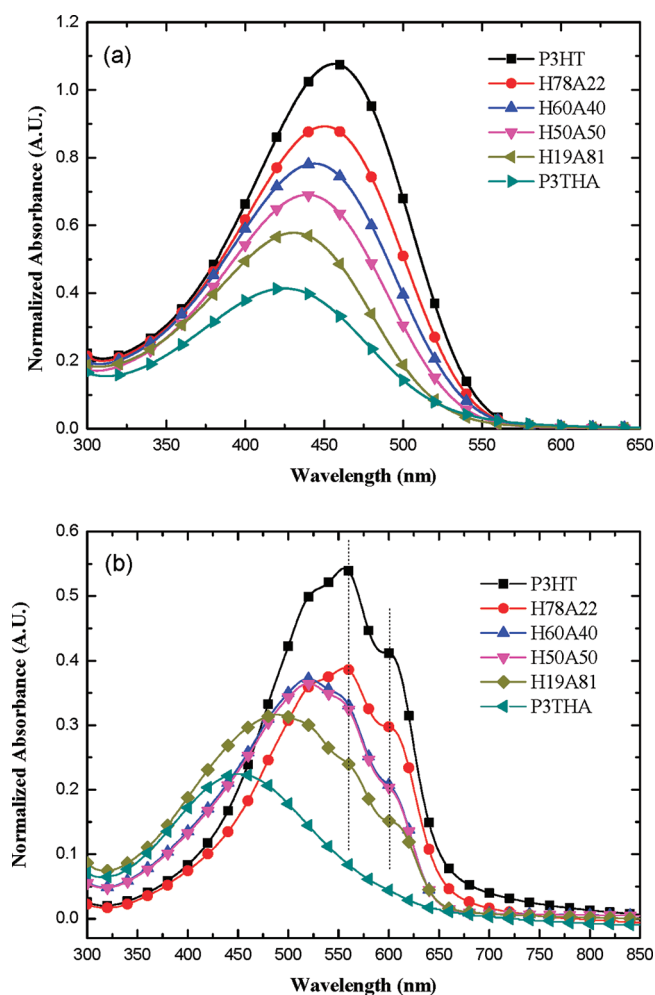 (a)
P3HT
H78A22
H60A40
H50A50
H19A81
P3THA
Normalized Absorbance (A.U.)
1.2
1.0
0.8
0.6
0.4
0.2
0.0
300 350 400 450 500 550 600 650
Wavelength (nm)
(b)
P3HT
H78A22
H60A40
H50A50
H19A81
P3THA
Normalized Absorbance (A.U.)
0.6
0.5
0.4
0.3
0.2
0.1
0.0
300 350 400 450 500 550 600 650 700 750 800 850
Wavelength (nm)